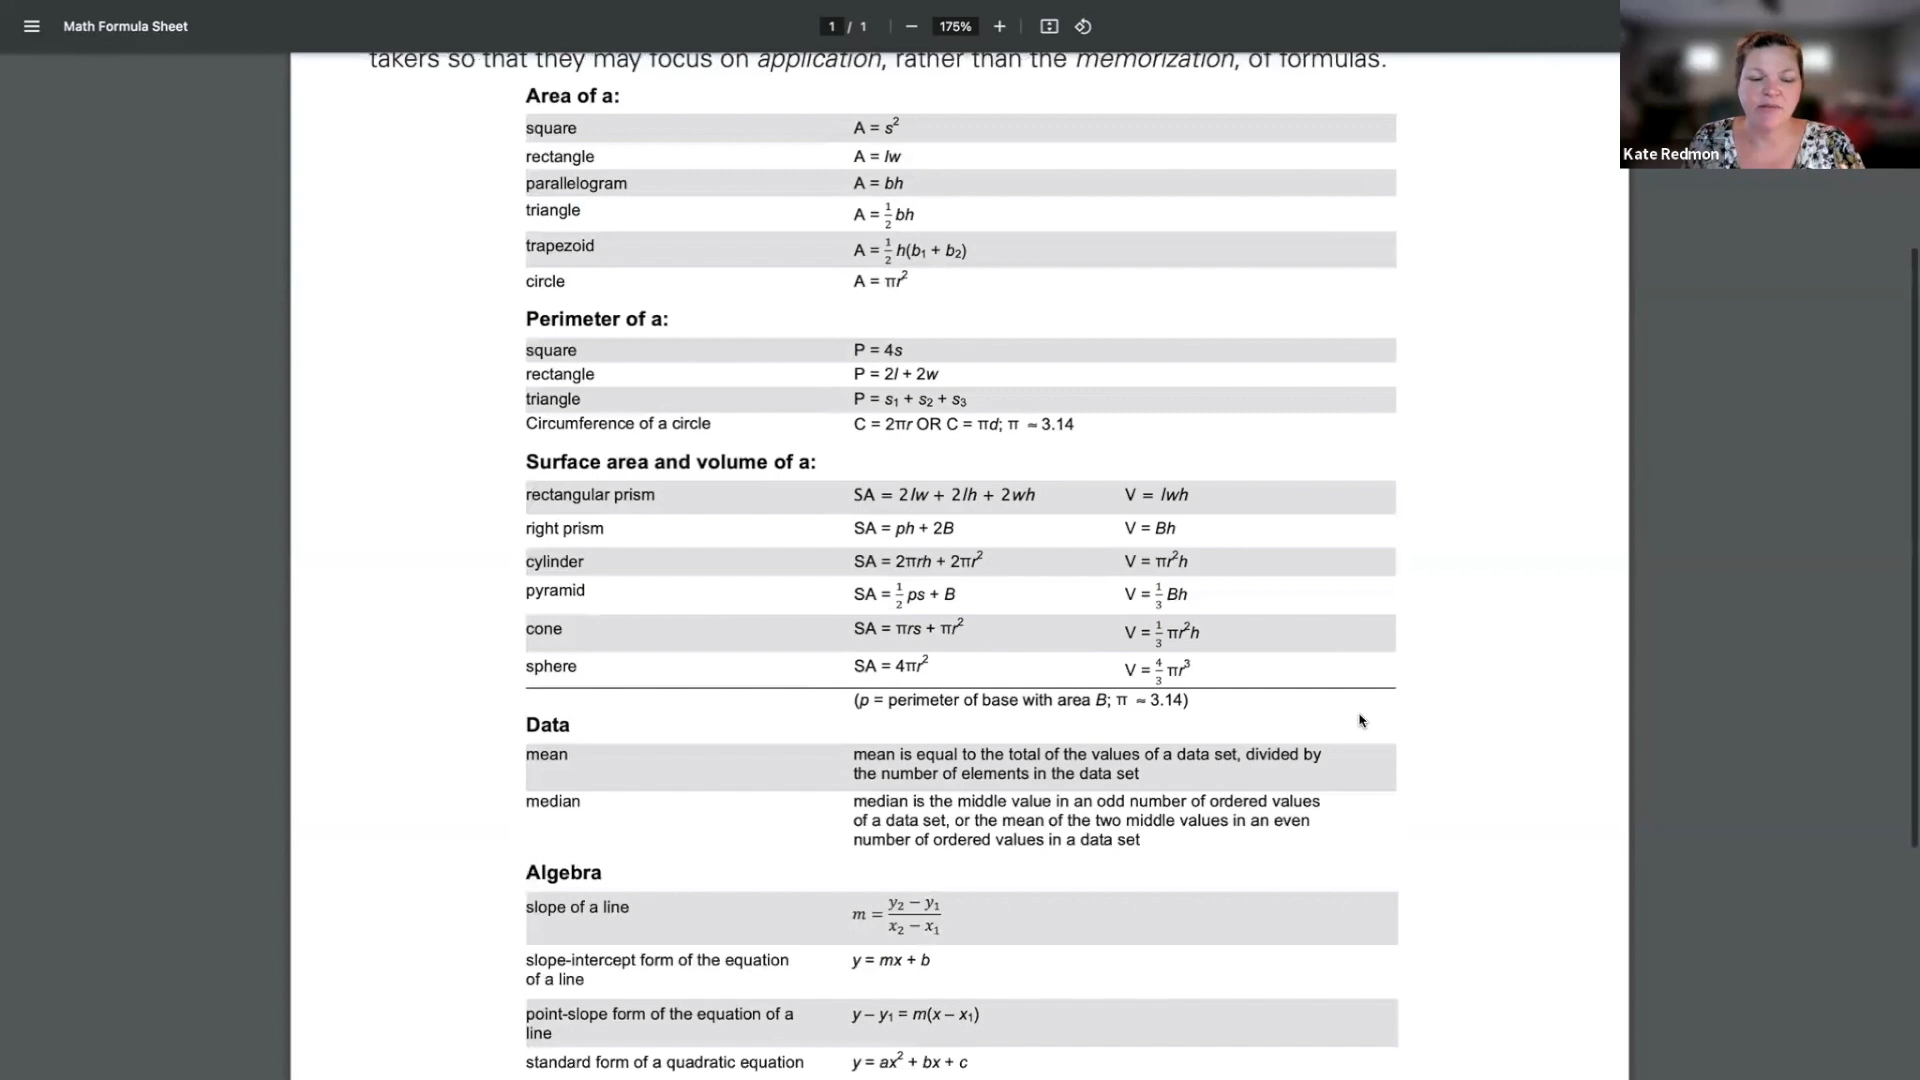 Math Formula Sheet
1 / 1
175%
Kate Redmon
takers so that they may focus on application, rather than the memorization, of formulas.
Area of a:
square A = s²
rectangle A = lw
parallelogram A = bh
triangle A = 1/2 bh
trapezoid A = 1/2 h(b₁ + b₂)
circle A = πr²
Perimeter of a:
square P = 4s
rectangle P = 2l + 2w
triangle P = s₁ + s₂ + s₃
Circumference of a circle C = 2πr OR C = πd; π ≈ 3.14
Surface area and volume of a:
rectangular prism SA = 2lw + 2lh + 2wh V = lwh
right prism SA = ph + 2B V = Bh
cylinder SA = 2πrh + 2πr² V = πr²h
pyramid SA = 1/2 ps + B V = 1/3 Bh
cone SA = πrs + πr² V = 1/3 πr²h
sphere SA = 4πr² V = 4/3 πr³
(p = perimeter of base with area B; π ≈ 3.14)
Data
mean mean is equal to the total of the values of a data set, divided by
the number of elements in the data set
median median is the middle value in an odd number of ordered values
of a data set, or the mean of the two middle values in an even
number of ordered values in a data set
Algebra
slope of a line m = (y₂ − y₁)/(x₂ − x₁)
slope-intercept form of the equation y = mx + b
of a line
point-slope form of the equation of a y – y₁ = m(x – x₁)
line
standard form of a quadratic equation y = ax² + bx + c